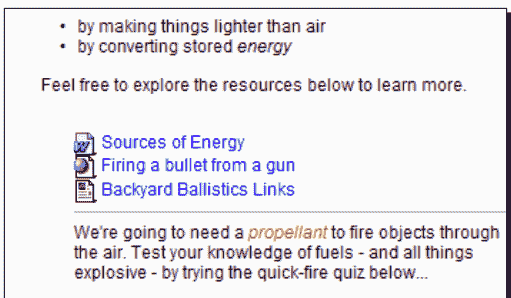 • by making things lighter than air
• by converting stored energy
Feel free to explore the resources below to learn more.
Sources of Energy
Firing a bullet from a gun
Backyard Ballistics Links
We're going to need a propellant to fire objects through
the air. Test your knowledge of fuels - and all things
explosive - by trying the quick-fire quiz below...